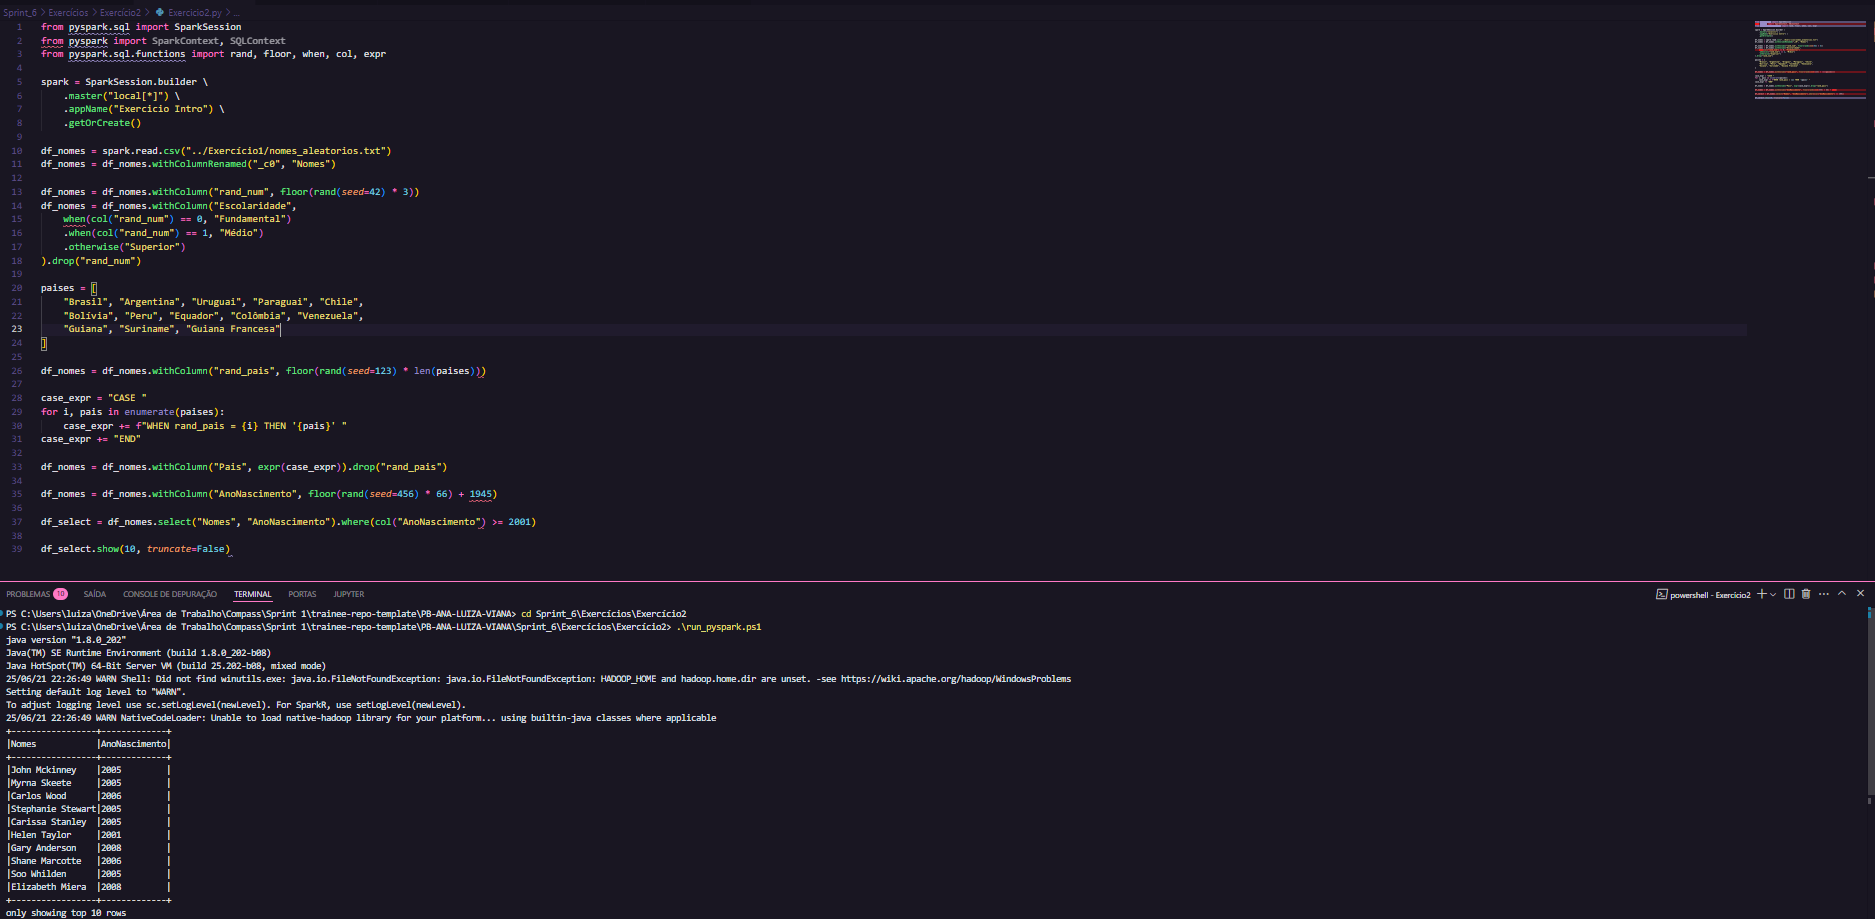 Sprint_6 > Exercícios > Exercício2 > Exercicio2.py > ...
1 from pyspark.sql import SparkSession
2 from pyspark import SparkContext, SQLContext
3 from pyspark.sql.functions import rand, floor, when, col, expr
4
5 spark = SparkSession.builder \
6     .master("local[*]") \
7     .appName("Exercicio Intro") \
8     .getOrCreate()
9
10 df_nomes = spark.read.csv("../Exercício1/nomes_aleatorios.txt")
11 df_nomes = df_nomes.withColumnRenamed("_c0", "Nomes")
12
13 df_nomes = df_nomes.withColumn("rand_num", floor(rand(seed=42) * 3))
14 df_nomes = df_nomes.withColumn("Escolaridade",
15     when(col("rand_num") == 0, "Fundamental")
16     .when(col("rand_num") == 1, "Médio")
17     .otherwise("Superior")
18 ).drop("rand_num")
19
20 paises = [
21     "Brasil", "Argentina", "Uruguai", "Paraguai", "Chile",
22     "Bolívia", "Peru", "Equador", "Colômbia", "Venezuela",
23     "Guiana", "Suriname", "Guiana Francesa"
24 ]
25
26 df_nomes = df_nomes.withColumn("rand_pais", floor(rand(seed=123) * len(paises)))
27
28 case_expr = "CASE "
29 for i, pais in enumerate(paises):
30     case_expr += f"WHEN rand_pais = {i} THEN '{pais}' "
31 case_expr += "END"
32
33 df_nomes = df_nomes.withColumn("Pais", expr(case_expr)).drop("rand_pais")
34
35 df_nomes = df_nomes.withColumn("AnoNascimento", floor(rand(seed=456) * 66) + 1945)
36
37 df_select = df_nomes.select("Nomes", "AnoNascimento").where(col("AnoNascimento") >= 2001)
38
39 df_select.show(10, truncate=False)
PROBLEMAS 10 SAÍDA CONSOLE DE DEPURAÇÃO TERMINAL PORTAS JUPYTER powershell - Exercicio2
PS C:\Users\luiza\OneDrive\Área de Trabalho\Compass\Sprint 1\trainee-repo-template\PB-ANA-LUIZA-VIANA> cd Sprint_6\Exercícios\Exercício2
PS C:\Users\luiza\OneDrive\Área de Trabalho\Compass\Sprint 1\trainee-repo-template\PB-ANA-LUIZA-VIANA\Sprint_6\Exercícios\Exercício2> .\run_pyspark.ps1
java version "1.8.0_202"
Java(TM) SE Runtime Environment (build 1.8.0_202-b08)
Java HotSpot(TM) 64-Bit Server VM (build 25.202-b08, mixed mode)
25/06/21 22:26:49 WARN Shell: Did not find winutils.exe: java.io.FileNotFoundException: java.io.FileNotFoundException: HADOOP_HOME and hadoop.home.dir are unset. -see https://wiki.apache.org/hadoop/WindowsProblems
Setting default log level to "WARN".
To adjust logging level use sc.setLogLevel(newLevel). For SparkR, use setLogLevel(newLevel).
25/06/21 22:26:49 WARN NativeCodeLoader: Unable to load native-hadoop library for your platform... using builtin-java classes where applicable
+-----------------+-------------+
|Nomes            |AnoNascimento|
+-----------------+-------------+
|John Mckinney    |2005         |
|Myrna Skeete     |2005         |
|Carlos Wood      |2006         |
|Stephanie Stewart|2005         |
|Carissa Stanley  |2005         |
|Helen Taylor     |2001         |
|Gary Anderson    |2008         |
|Shane Marcotte   |2006         |
|Soo Whilden      |2005         |
|Elizabeth Miera  |2008         |
+-----------------+-------------+
only showing top 10 rows